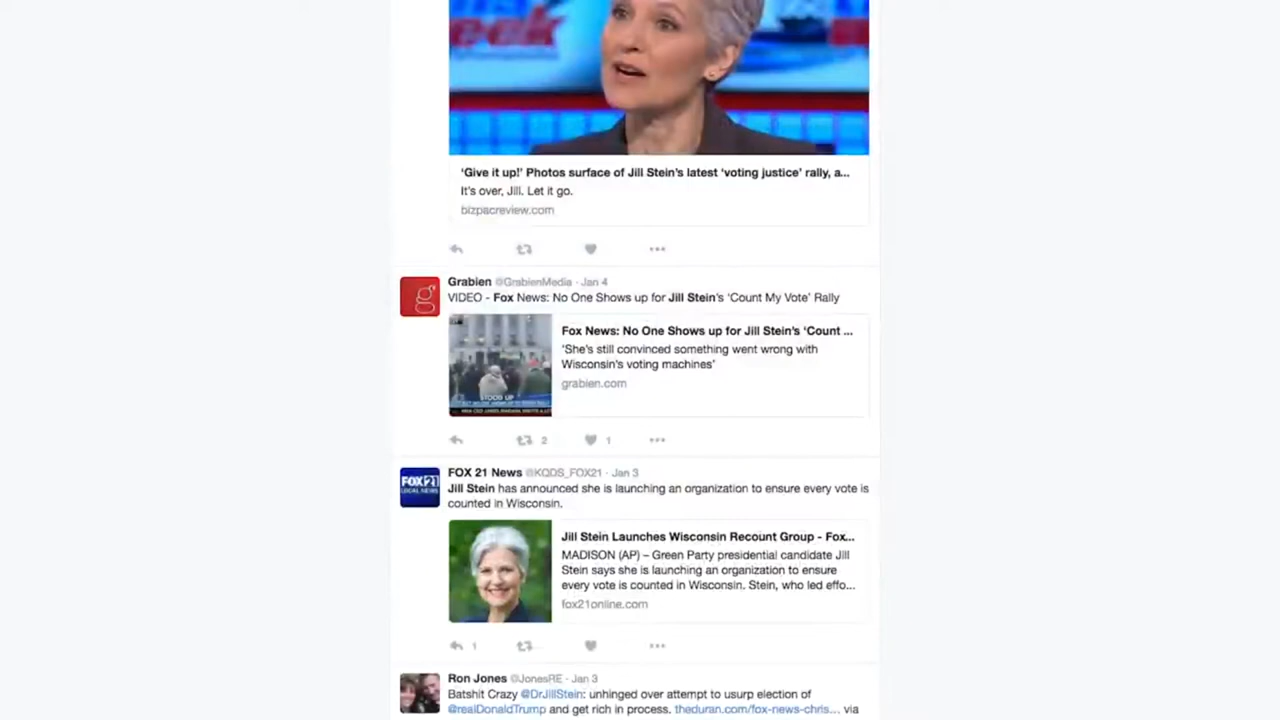 eek
‘Give it up!’ Photos surface of Jill Stein’s latest ‘voting justice’ rally, a...
It’s over, Jill. Let it go.
bizpacreview.com
Grabien @GrabienMedia · Jan 4
VIDEO - Fox News: No One Shows up for Jill Stein’s ‘Count My Vote’ Rally
Fox News: No One Shows up for Jill Stein’s ‘Count ...
‘She’s still convinced something went wrong with
Wisconsin’s voting machines’
grabien.com
STOOD UP
2
1
FOX 21 News @KQDS_FOX21 · Jan 3
FOX21
LOCAL NEWS
Jill Stein has announced she is launching an organization to ensure every vote is
counted in Wisconsin.
Jill Stein Launches Wisconsin Recount Group - Fox...
MADISON (AP) – Green Party presidential candidate Jill
Stein says she is launching an organization to ensure
every vote is counted in Wisconsin. Stein, who led effo...
fox21online.com
1
Ron Jones @JonesRE · Jan 3
Batshit Crazy @DrJillStein: unhinged over attempt to usurp election of
@realDonaldTrump and get rich in process. theduran.com/fox-news-chris... via